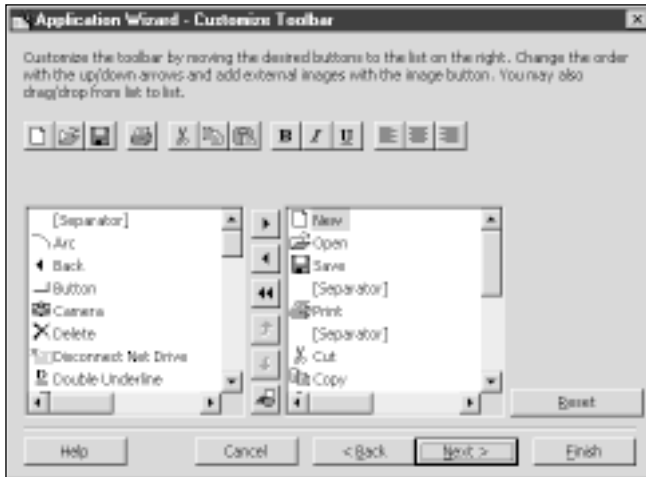 Application Wizard - Customize Toolbar
Customize the toolbar by moving the desired buttons to the list on the right. Change the order
with the up/down arrows and add external images with the image button. You may also
drag/drop from list to list.
B I U
[Separator]
Arc
Back
Button
Camera
Delete
Disconnect Net Drive
D Double Underline
New
Open
Save
[Separator]
Print
[Separator]
Cut
Copy
Reset
Help
Cancel
< Back
Next >
Finish